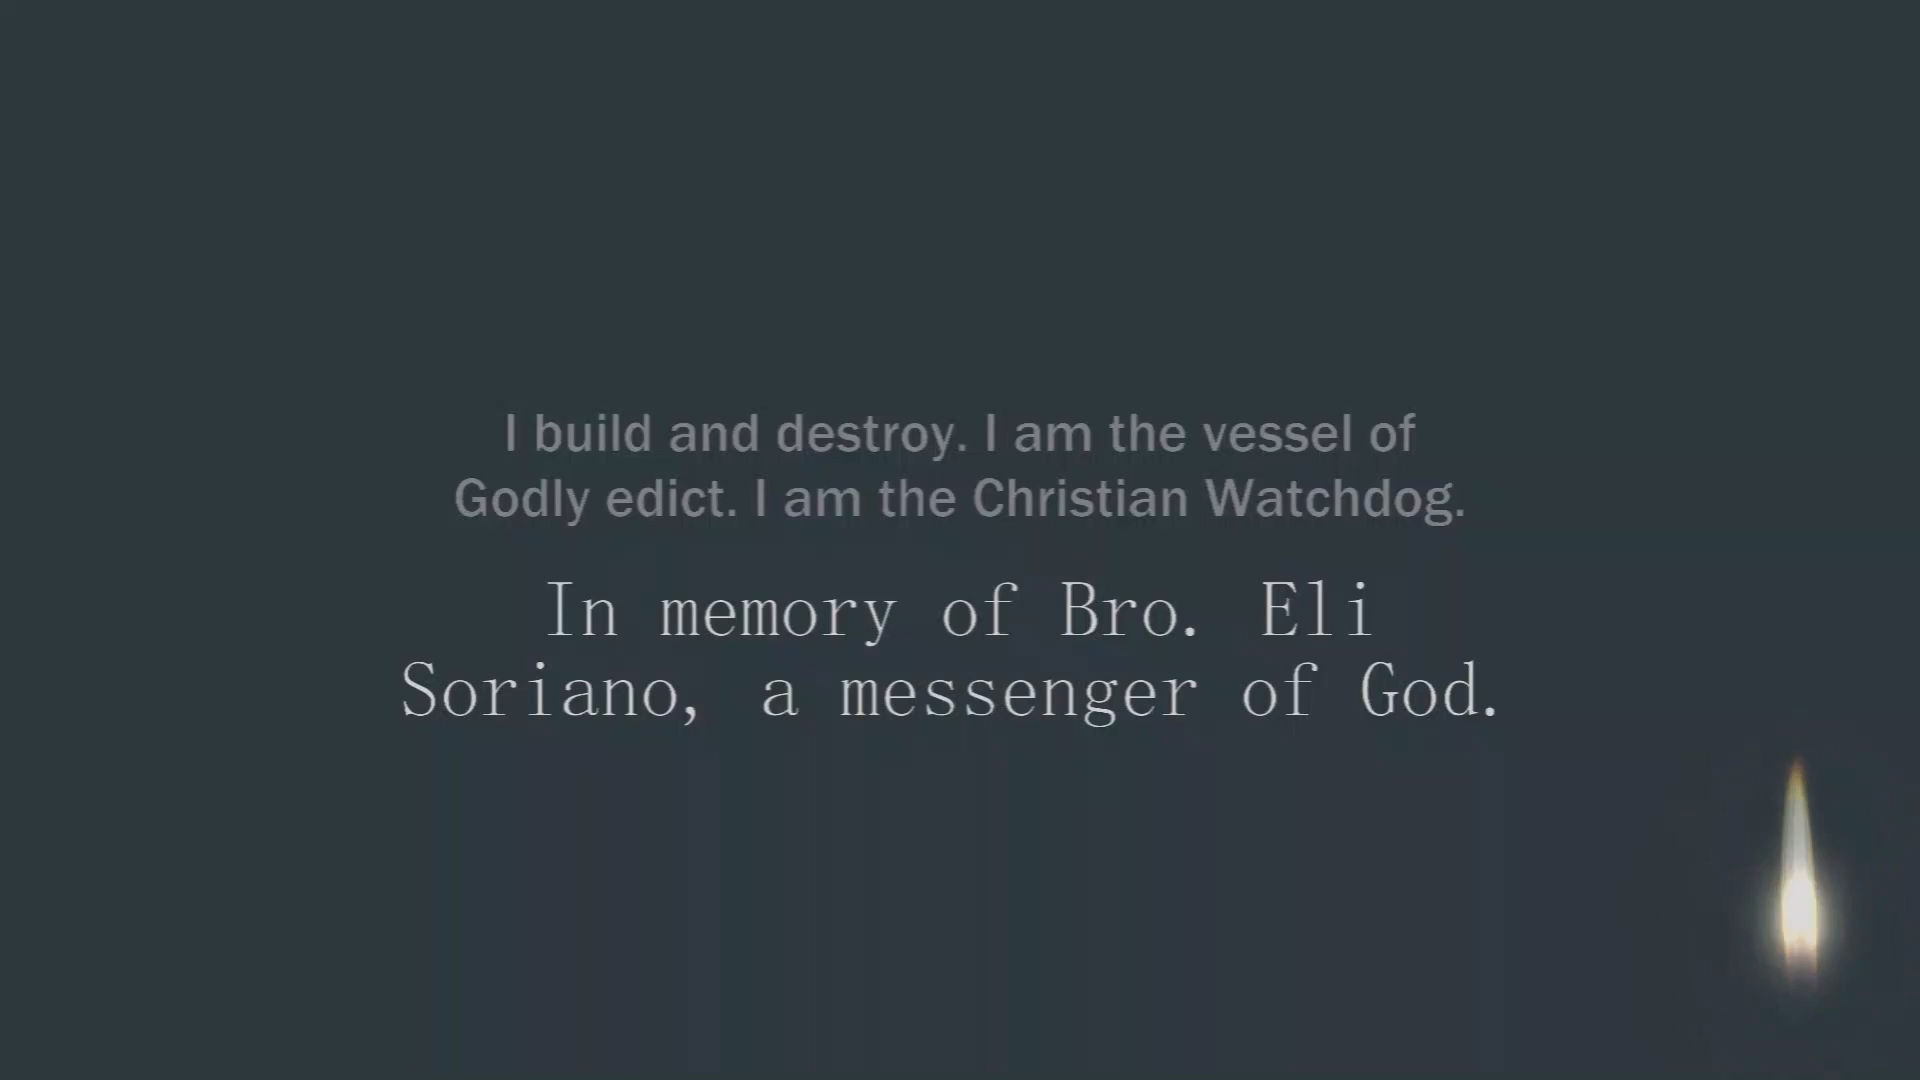 I build and destroy. I am the vessel of
Godly edict. I am the Christian Watchdog.
In memory of Bro. Eli
Soriano, a messenger of God.